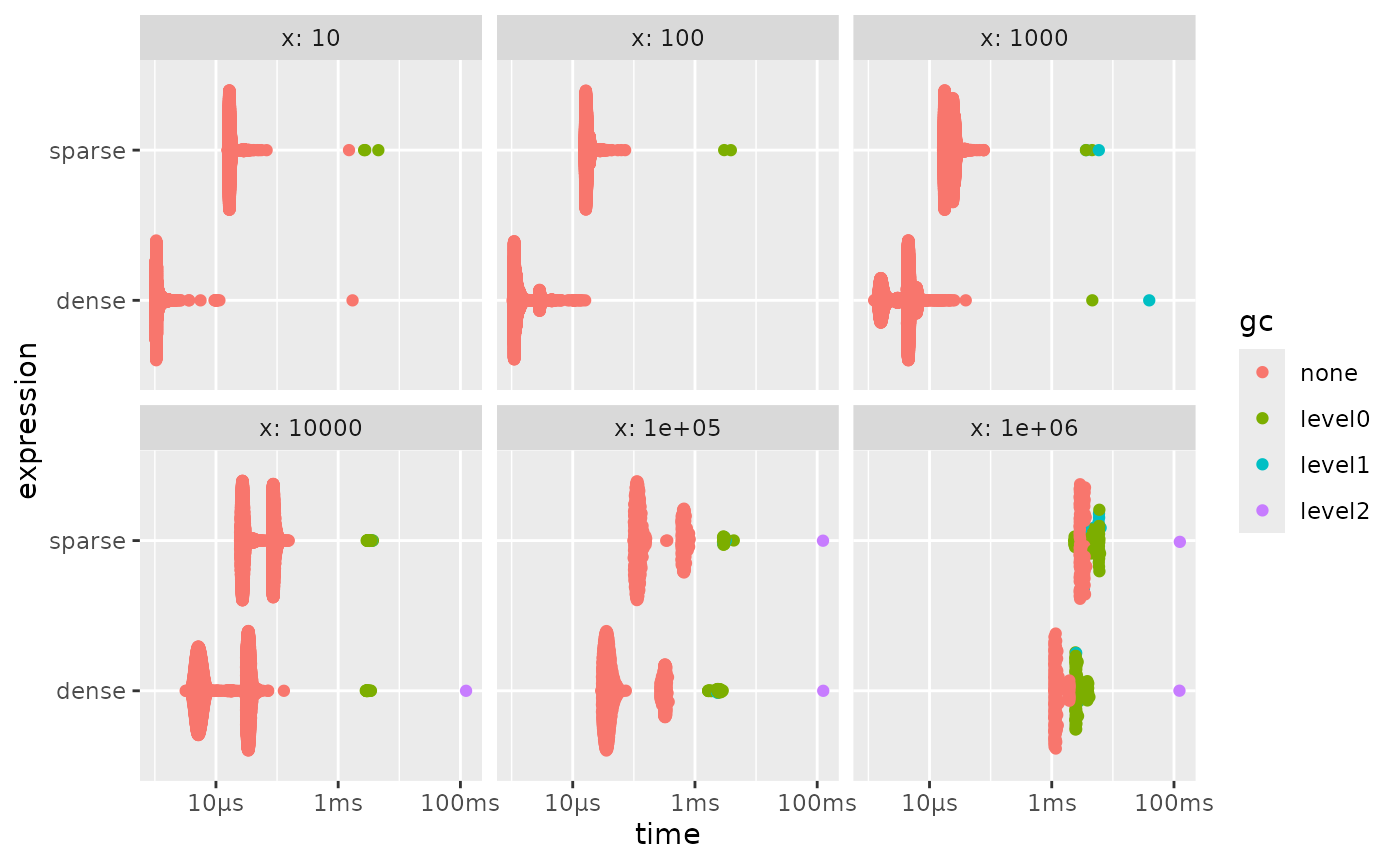 x: 10
x: 100
x: 1000
sparse
dense
x: 10000
x: 1e+05
x: 1e+06
sparse
dense
10µs
1ms
100ms
10µs
1ms
100ms
10µs
1ms
100ms
time
expression
gc
none
level0
level1
level2